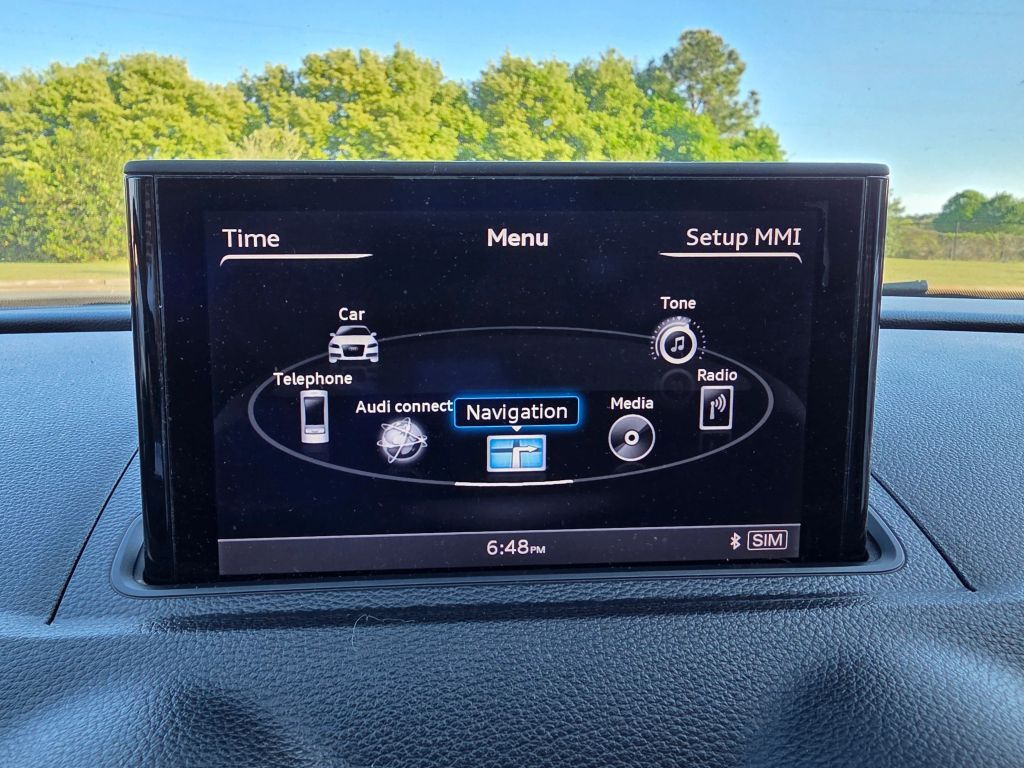 Time
Menu
Setup MMI
Car
Tone
Telephone
Radio
Audi connect
Navigation
Media
6:48PM
SIM